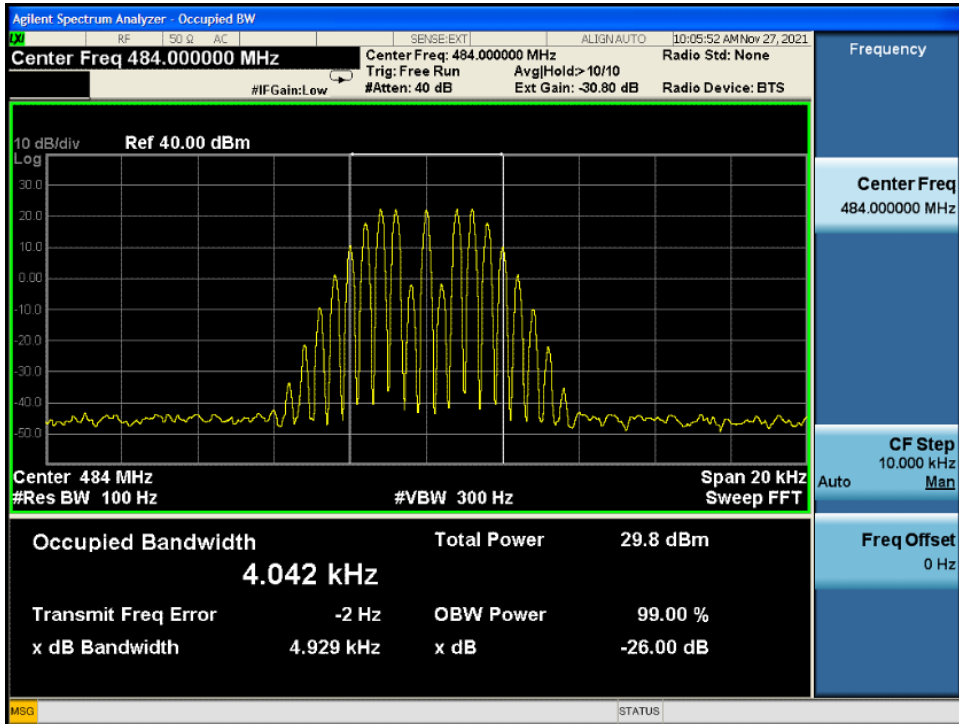 Agilent Spectrum Analyzer - Occupied BW
LXI RF 50 Ω AC SENSE:EXT ALIGN AUTO 10:05:52 AM Nov 27, 2021
Center Freq 484.000000 MHz
Center Freq: 484.000000 MHz Radio Std: None
Trig: Free Run Avg|Hold:> 10/10
#IFGain:Low #Atten: 40 dB Ext Gain: -30.80 dB Radio Device: BTS
Frequency
10 dB/div Ref 40.00 dBm
Log
30.0
20.0
10.0
0.00
-10.0
-20.0
-30.0
-40.0
-50.0
Center 484 MHz Span 20 kHz
#Res BW 100 Hz #VBW 300 Hz Sweep FFT
Center Freq
484.000000 MHz
CF Step
10.000 kHz
Auto Man
Freq Offset
0 Hz
Occupied Bandwidth Total Power 29.8 dBm
4.042 kHz
Transmit Freq Error -2 Hz OBW Power 99.00 %
x dB Bandwidth 4.929 kHz x dB -26.00 dB
MSG STATUS